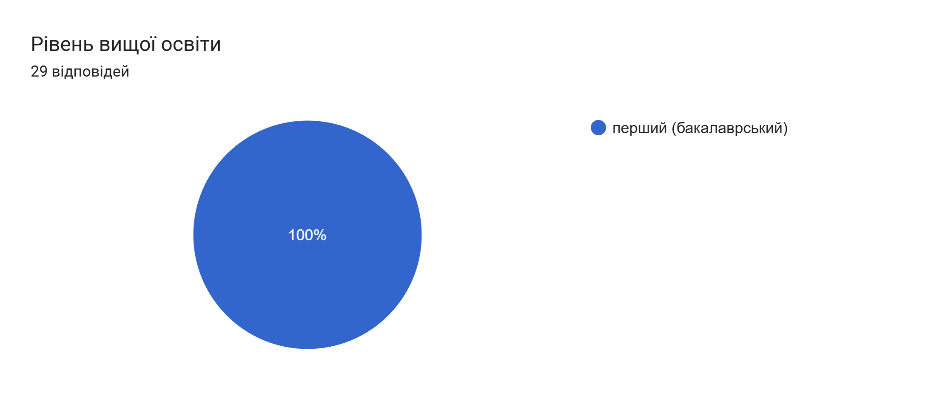 Рівень вищої освіти
29 відповідей
перший (бакалаврський)
100%